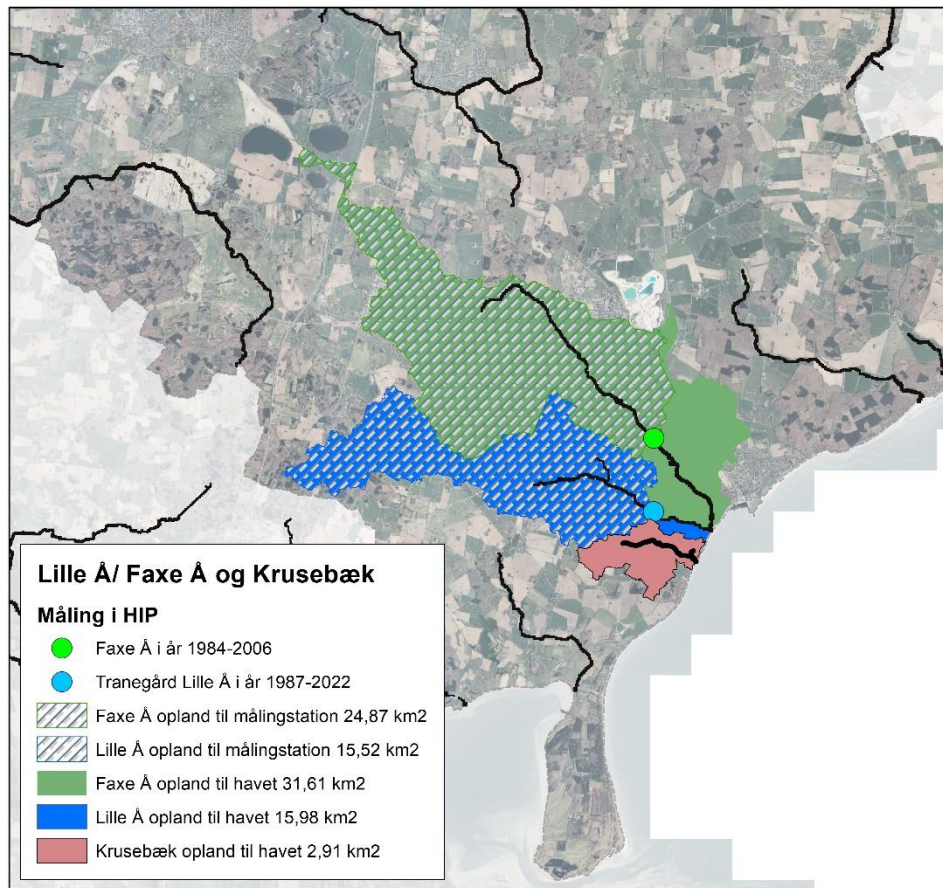 Lille Å/ Faxe Å og Krusebæk
Måling i HIP
Faxe Å i år 1984-2006
Tranegård Lille Å i år 1987-2022
Faxe Å opland til målingstation 24,87 km2
Lille Å opland til målingstation 15,52 km2
Faxe Å opland til havet 31,61 km2
Lille Å opland til havet 15,98 km2
Krusebæk opland til havet 2,91 km2